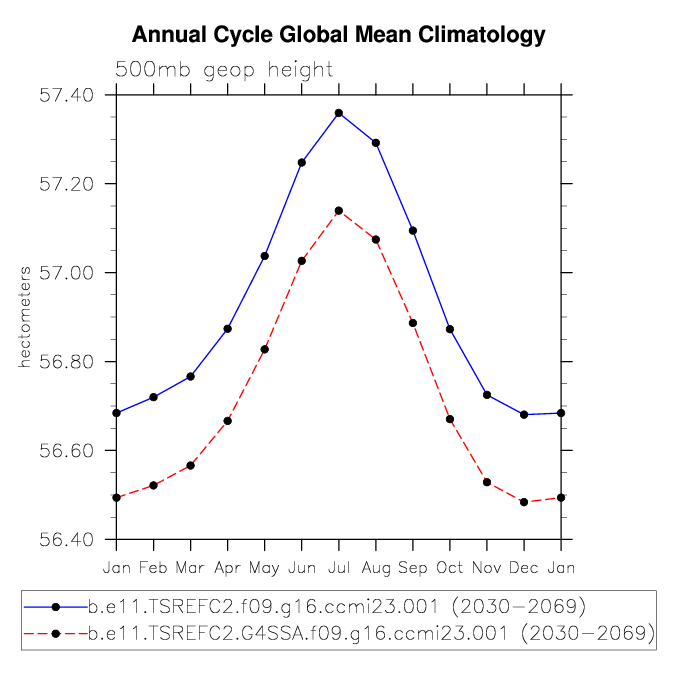 Annual Cycle Global Mean Climatology
500mb geop height
57.40
57.20
57.00
56.80
56.60
56.40
hectometers
Jan Feb Mar Apr May Jun Jul Aug Sep Oct Nov Dec Jan
b.e11.TSREFC2.f09.g16.ccmi23.001 (2030-2069)
b.e11.TSREFC2.G4SSA.f09.g16.ccmi23.001 (2030-2069)